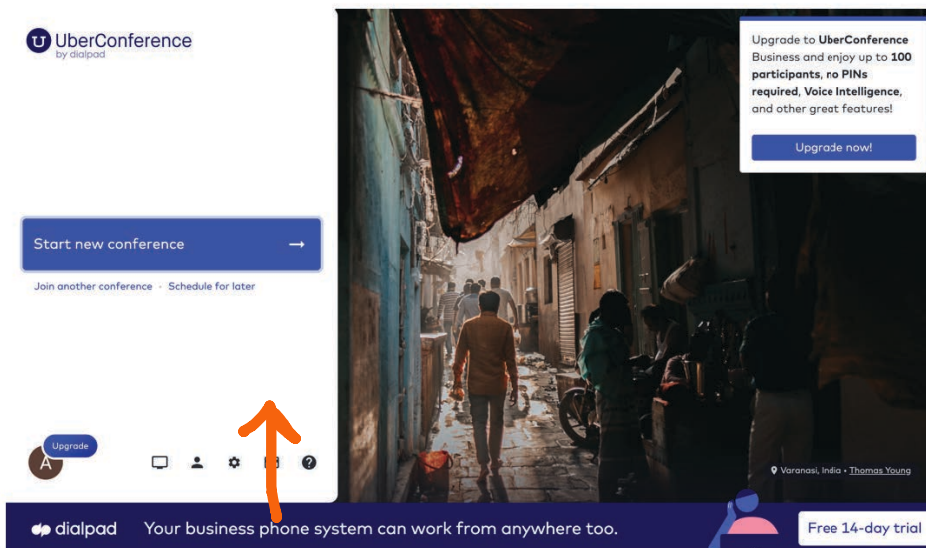 UberConference
by dialpad
Upgrade to UberConference
Business and enjoy up to 100
participants, no PINs
required, Voice Intelligence,
and other great features!
Upgrade now!
Start new conference →
Join another conference · Schedule for later
Upgrade
A
Varanasi, India • Thomas Young
dialpad
Your business phone system can work from anywhere too.
Free 14-day trial